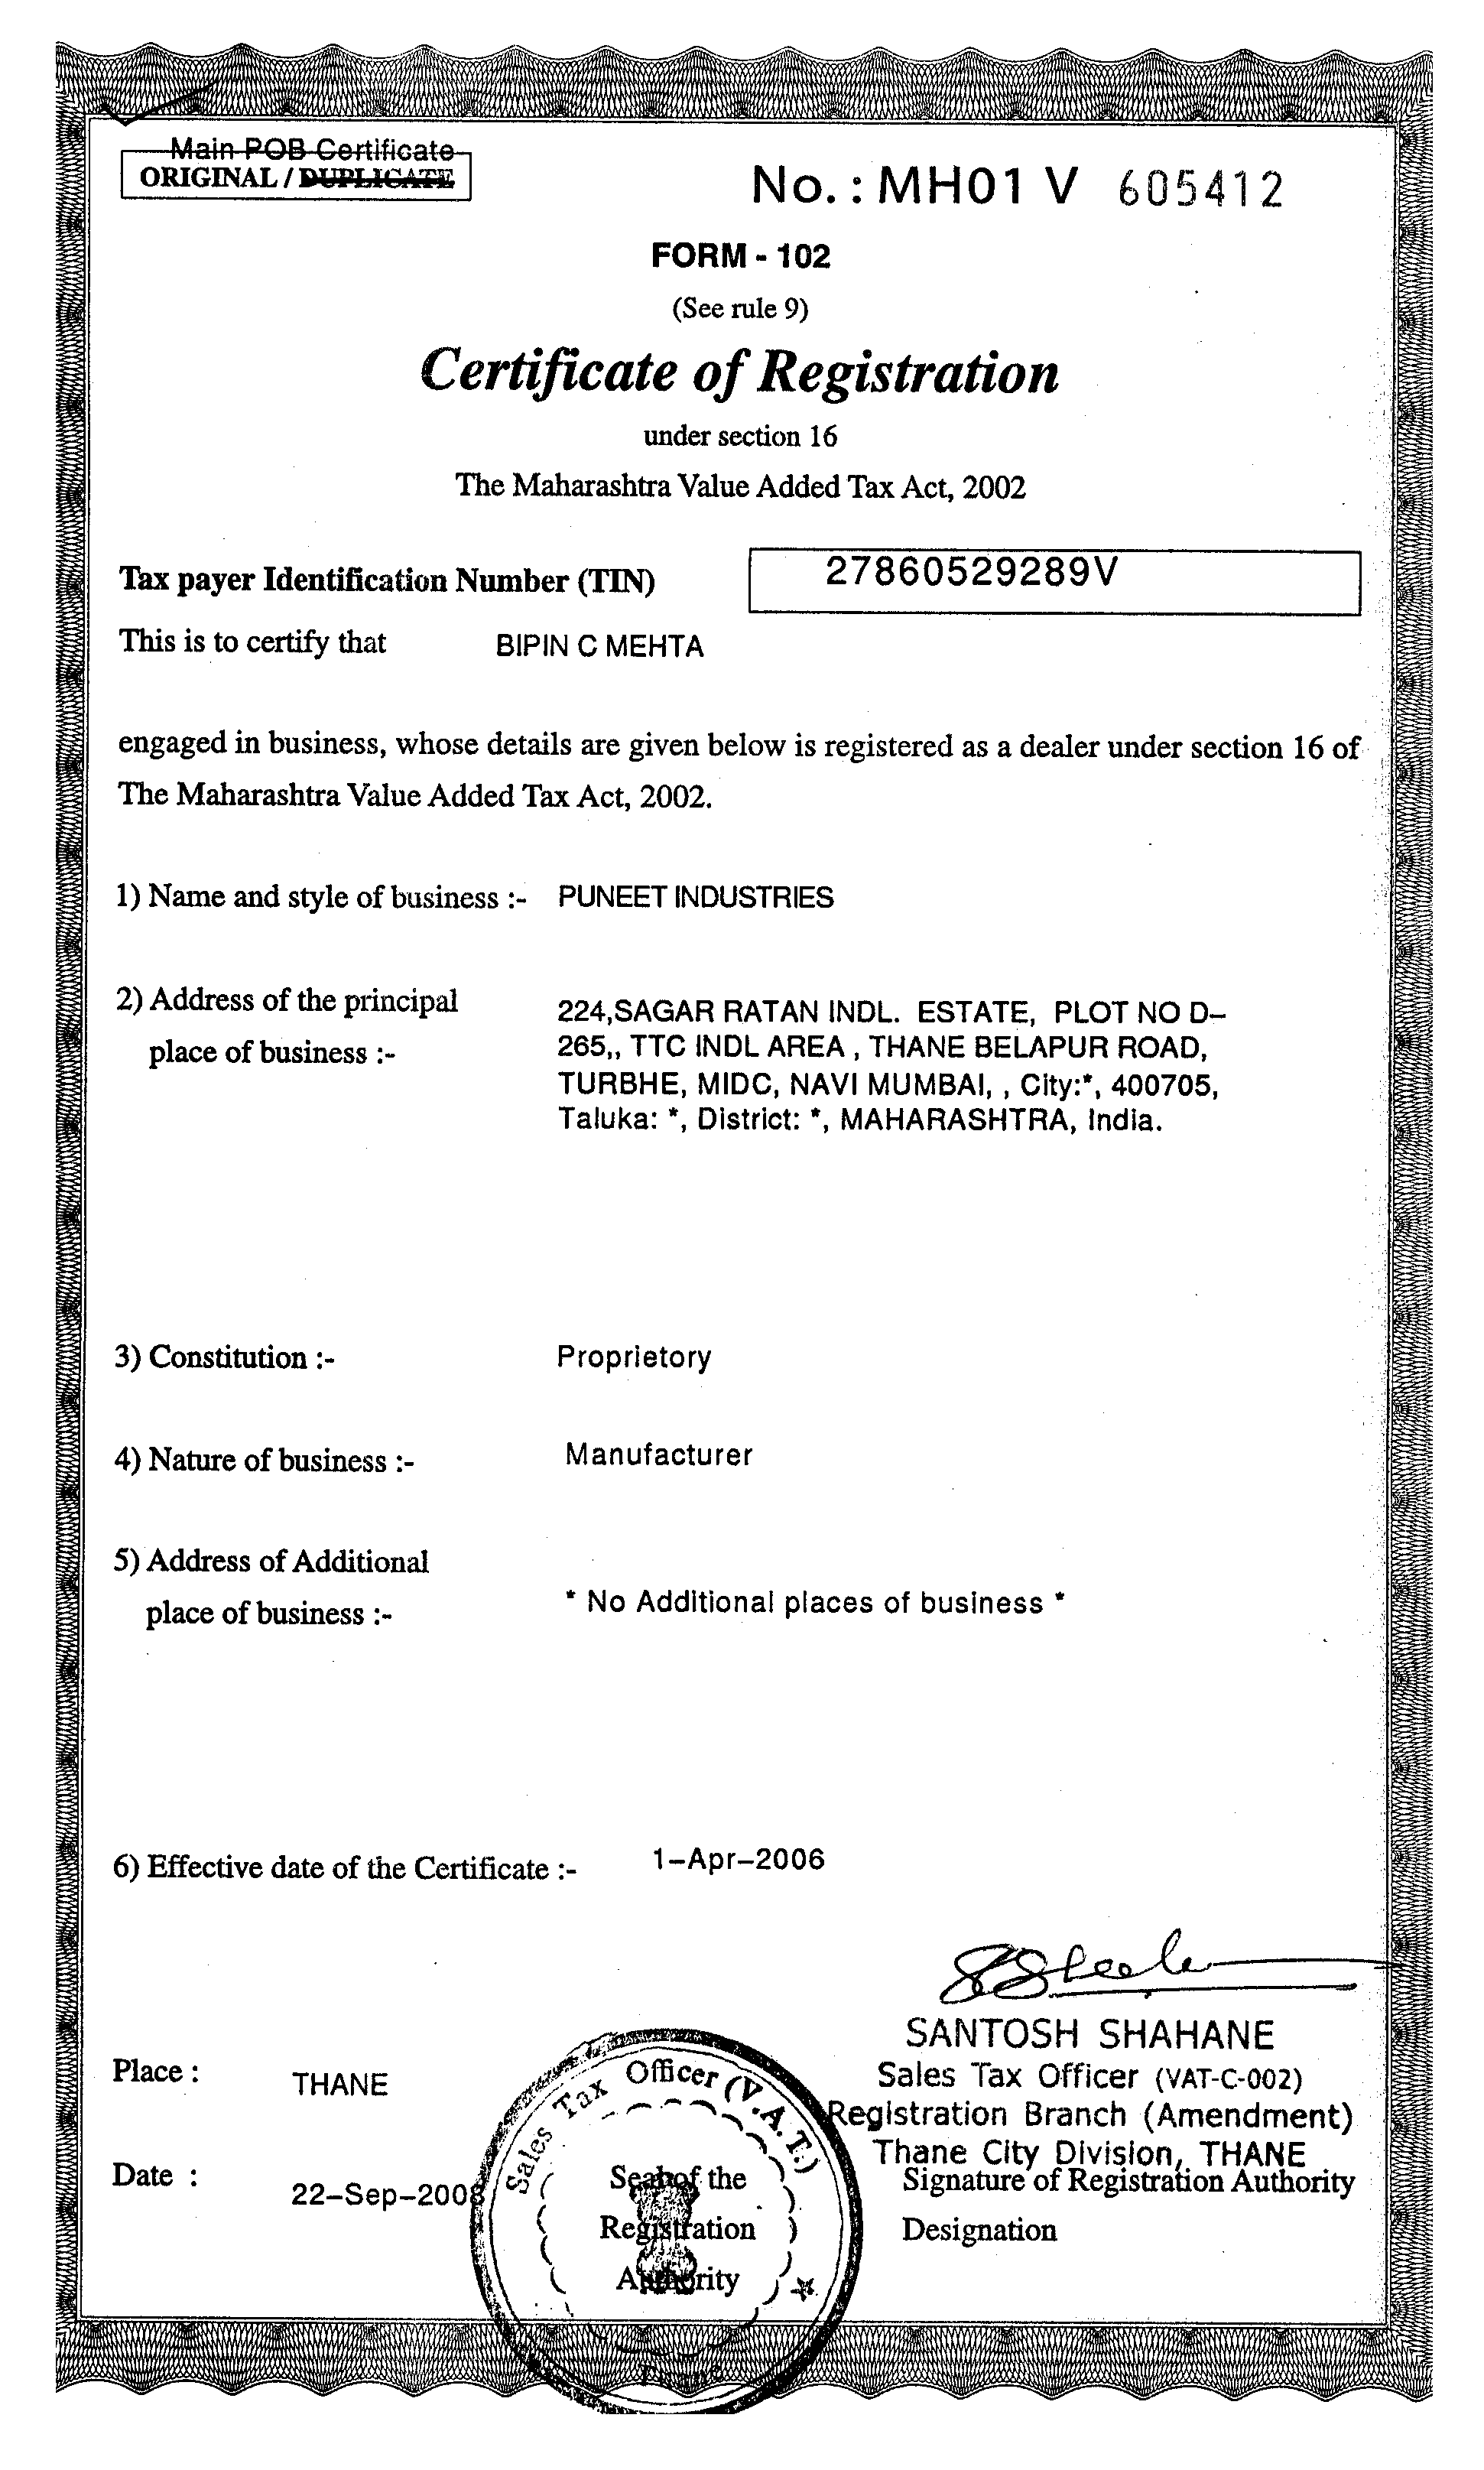 Main POB Certificate
ORIGINAL / DUPLICATE
No. : MH01 V 605412
FORM - 102
(See rule 9)
Certificate of Registration
under section 16
The Maharashtra Value Added Tax Act, 2002
Tax payer Identification Number (TIN) 27860529289V
This is to certify that BIPIN C MEHTA
engaged in business, whose details are given below is registered as a dealer under section 16 of
The Maharashtra Value Added Tax Act, 2002.
1) Name and style of business :- PUNEET INDUSTRIES
2) Address of the principal
place of business :-
224,SAGAR RATAN INDL. ESTATE, PLOT NO D–
265,, TTC INDL AREA , THANE BELAPUR ROAD,
TURBHE, MIDC, NAVI MUMBAI, , City:*, 400705,
Taluka: *, District: *, MAHARASHTRA, India.
3) Constitution :- Proprietory
4) Nature of business :- Manufacturer
5) Address of Additional
place of business :- * No Additional places of business *
6) Effective date of the Certificate :- 1–Apr–2006
SANTOSH SHAHANE
Sales Tax Officer (VAT-C-002)
Registration Branch (Amendment)
Thane City Division, THANE
Signature of Registration Authority
Designation
Place : THANE
Date : 22–Sep–2008
Sales Tax Officer (V.A.T.)
Seal of the
Registration
Authority
Thane